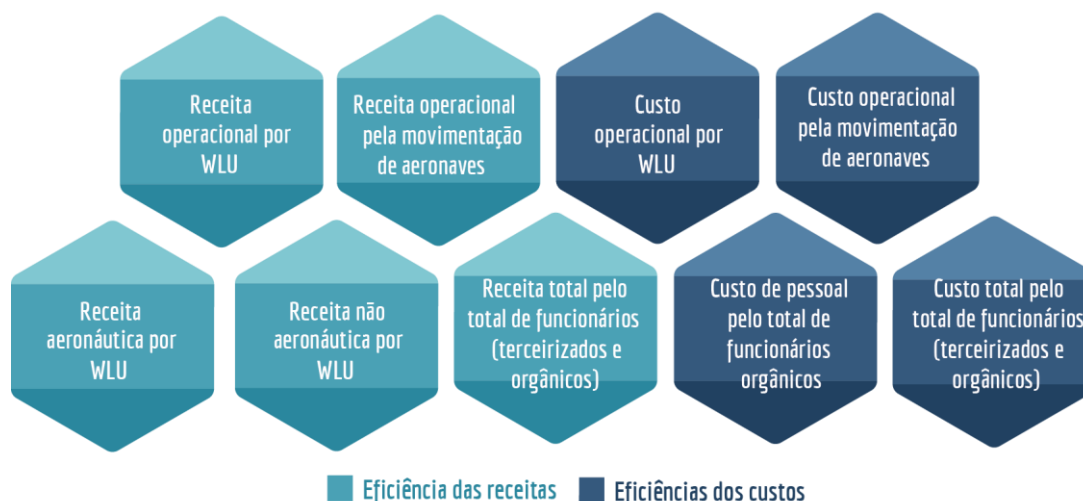 Receita
operacional por
WLU
Receita operacional
pela movimentação
de aeronaves
Custo
operacional por
WLU
Custo operacional
pela movimentação
de aeronaves
Receita
aeronáutica por
WLU
Receita não
aeronáutica por
WLU
Receita total pelo
total de funcionários
(terceirizados e
orgânicos)
Custo de pessoal
pelo total de
funcionários
orgânicos
Custo total pelo
total de funcionários
(terceirizados e
orgânicos)
Eficiência das receitas
Eficiências dos custos